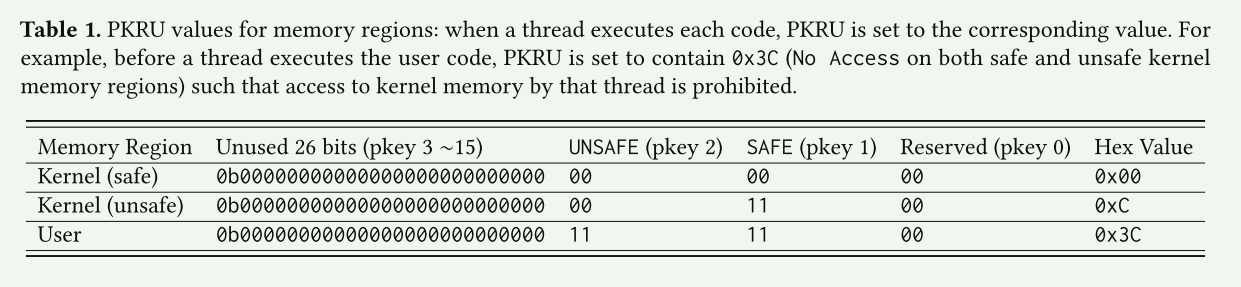 Table 1. PKRU values for memory regions: when a thread executes each code, PKRU is set to the corresponding value. For
example, before a thread executes the user code, PKRU is set to contain 0x3C (No Access on both safe and unsafe kernel
memory regions) such that access to kernel memory by that thread is prohibited.
Memory Region Unused 26 bits (pkey 3 ~15) UNSAFE (pkey 2) SAFE (pkey 1) Reserved (pkey 0) Hex Value
Kernel (safe) 0b00000000000000000000000000 00 00 00 0x00
Kernel (unsafe) 0b00000000000000000000000000 00 11 00 0xC
User 0b00000000000000000000000000 11 11 00 0x3C